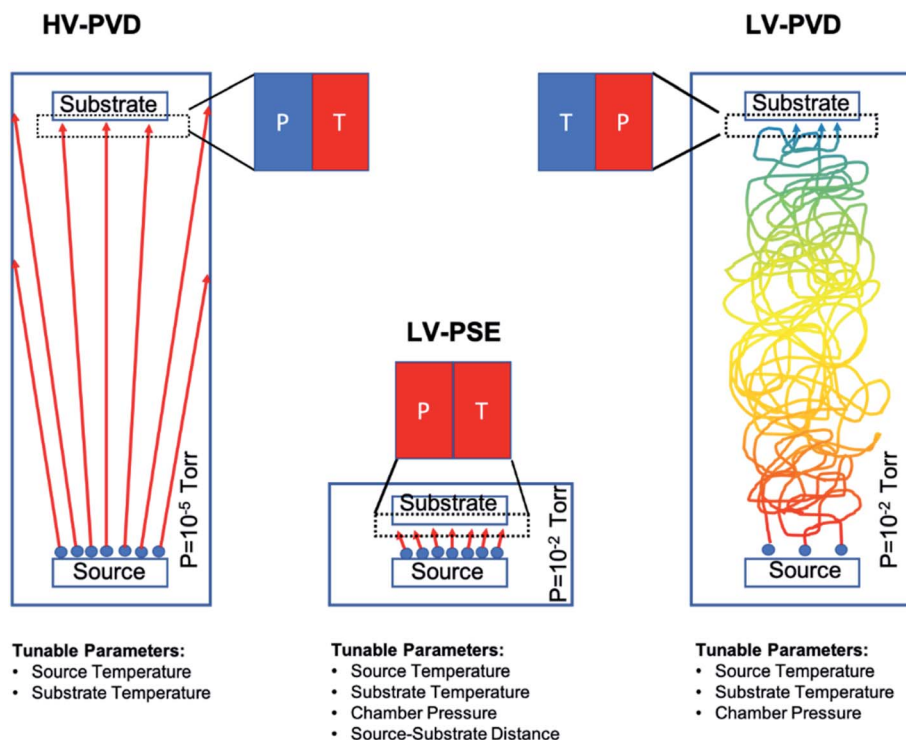 HV-PVD
Substrate
P T
Source
P=10⁻⁵ Torr
Tunable Parameters:
• Source Temperature
• Substrate Temperature
LV-PSE
P T
Substrate
Source
P=10⁻² Torr
Tunable Parameters:
• Source Temperature
• Substrate Temperature
• Chamber Pressure
• Source-Substrate Distance
LV-PVD
T P
Substrate
Source
P=10⁻² Torr
Tunable Parameters:
• Source Temperature
• Substrate Temperature
• Chamber Pressure